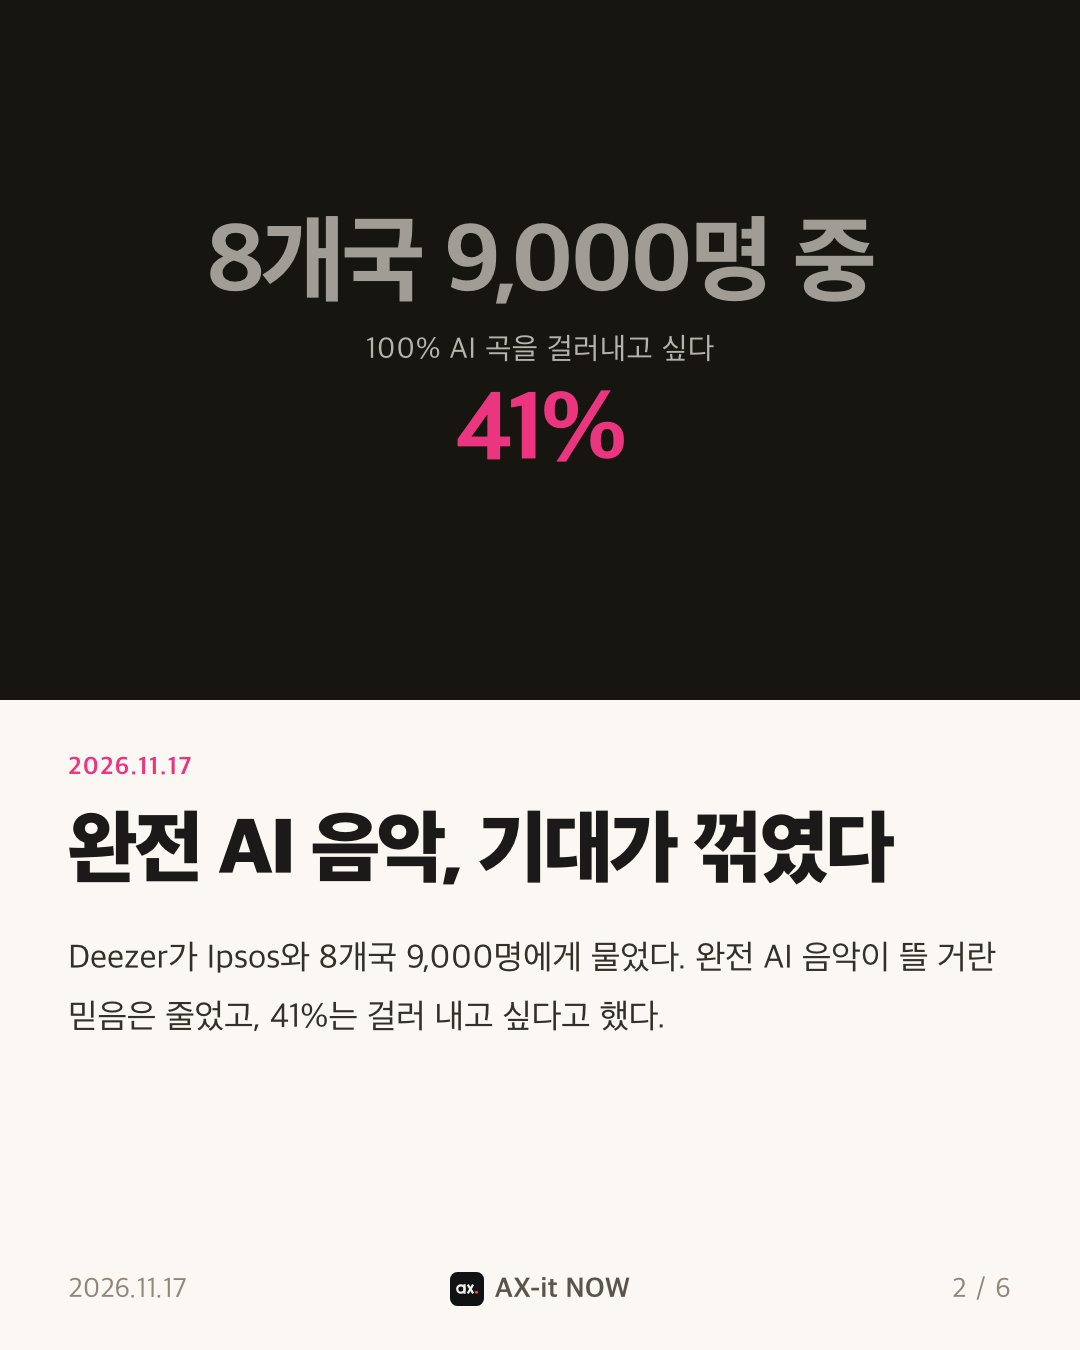 8개국 9,000명 중
100% AI 곡을 걸러내고 싶다
41%
2026.11.17
완전 AI 음악, 기대가 꺾였다
Deezer가 Ipsos와 8개국 9,000명에게 물었다. 완전 AI 음악이 뜰 거란
믿음은 줄었고, 41%는 걸러 내고 싶다고 했다.
2026.11.17
ax. AX-it NOW
2 / 6